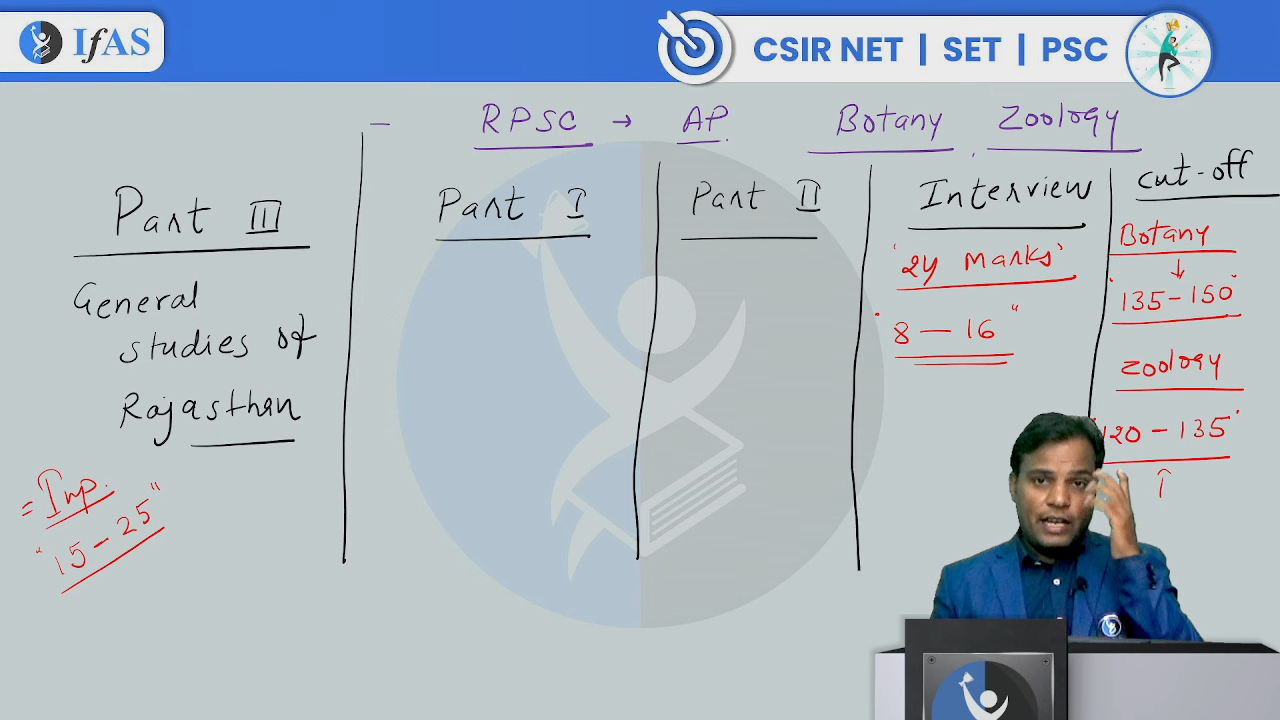 IfAS
CSIR NET | SET | PSC
– RPSC → AP. Botany, Zoology
Part III
General
studies of
Rajasthan
= Imp.
"15 – 25"
Part I
Part II
Interview
'24 Marks'
"8 – 16"
cut-off
Botany
↓
"135–150"
Zoology
"120 – 135"
↑